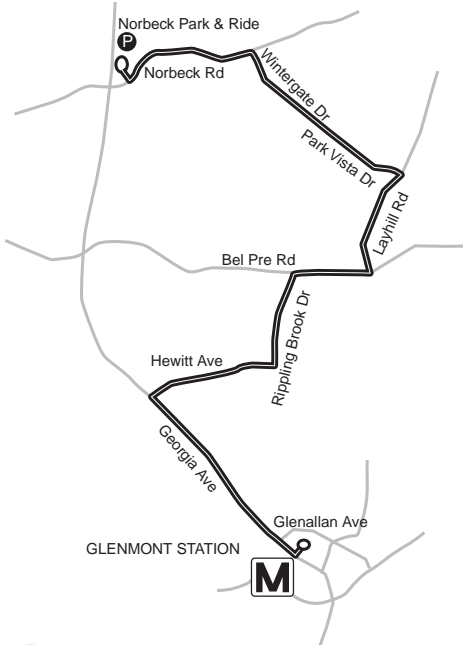 Norbeck Park & Ride
P
Norbeck Rd
Wintergate Dr
Park Vista Dr
Layhill Rd
Bel Pre Rd
Rippling Brook Dr
Hewitt Ave
Georgia Ave
Glenallan Ave
GLENMONT STATION
M